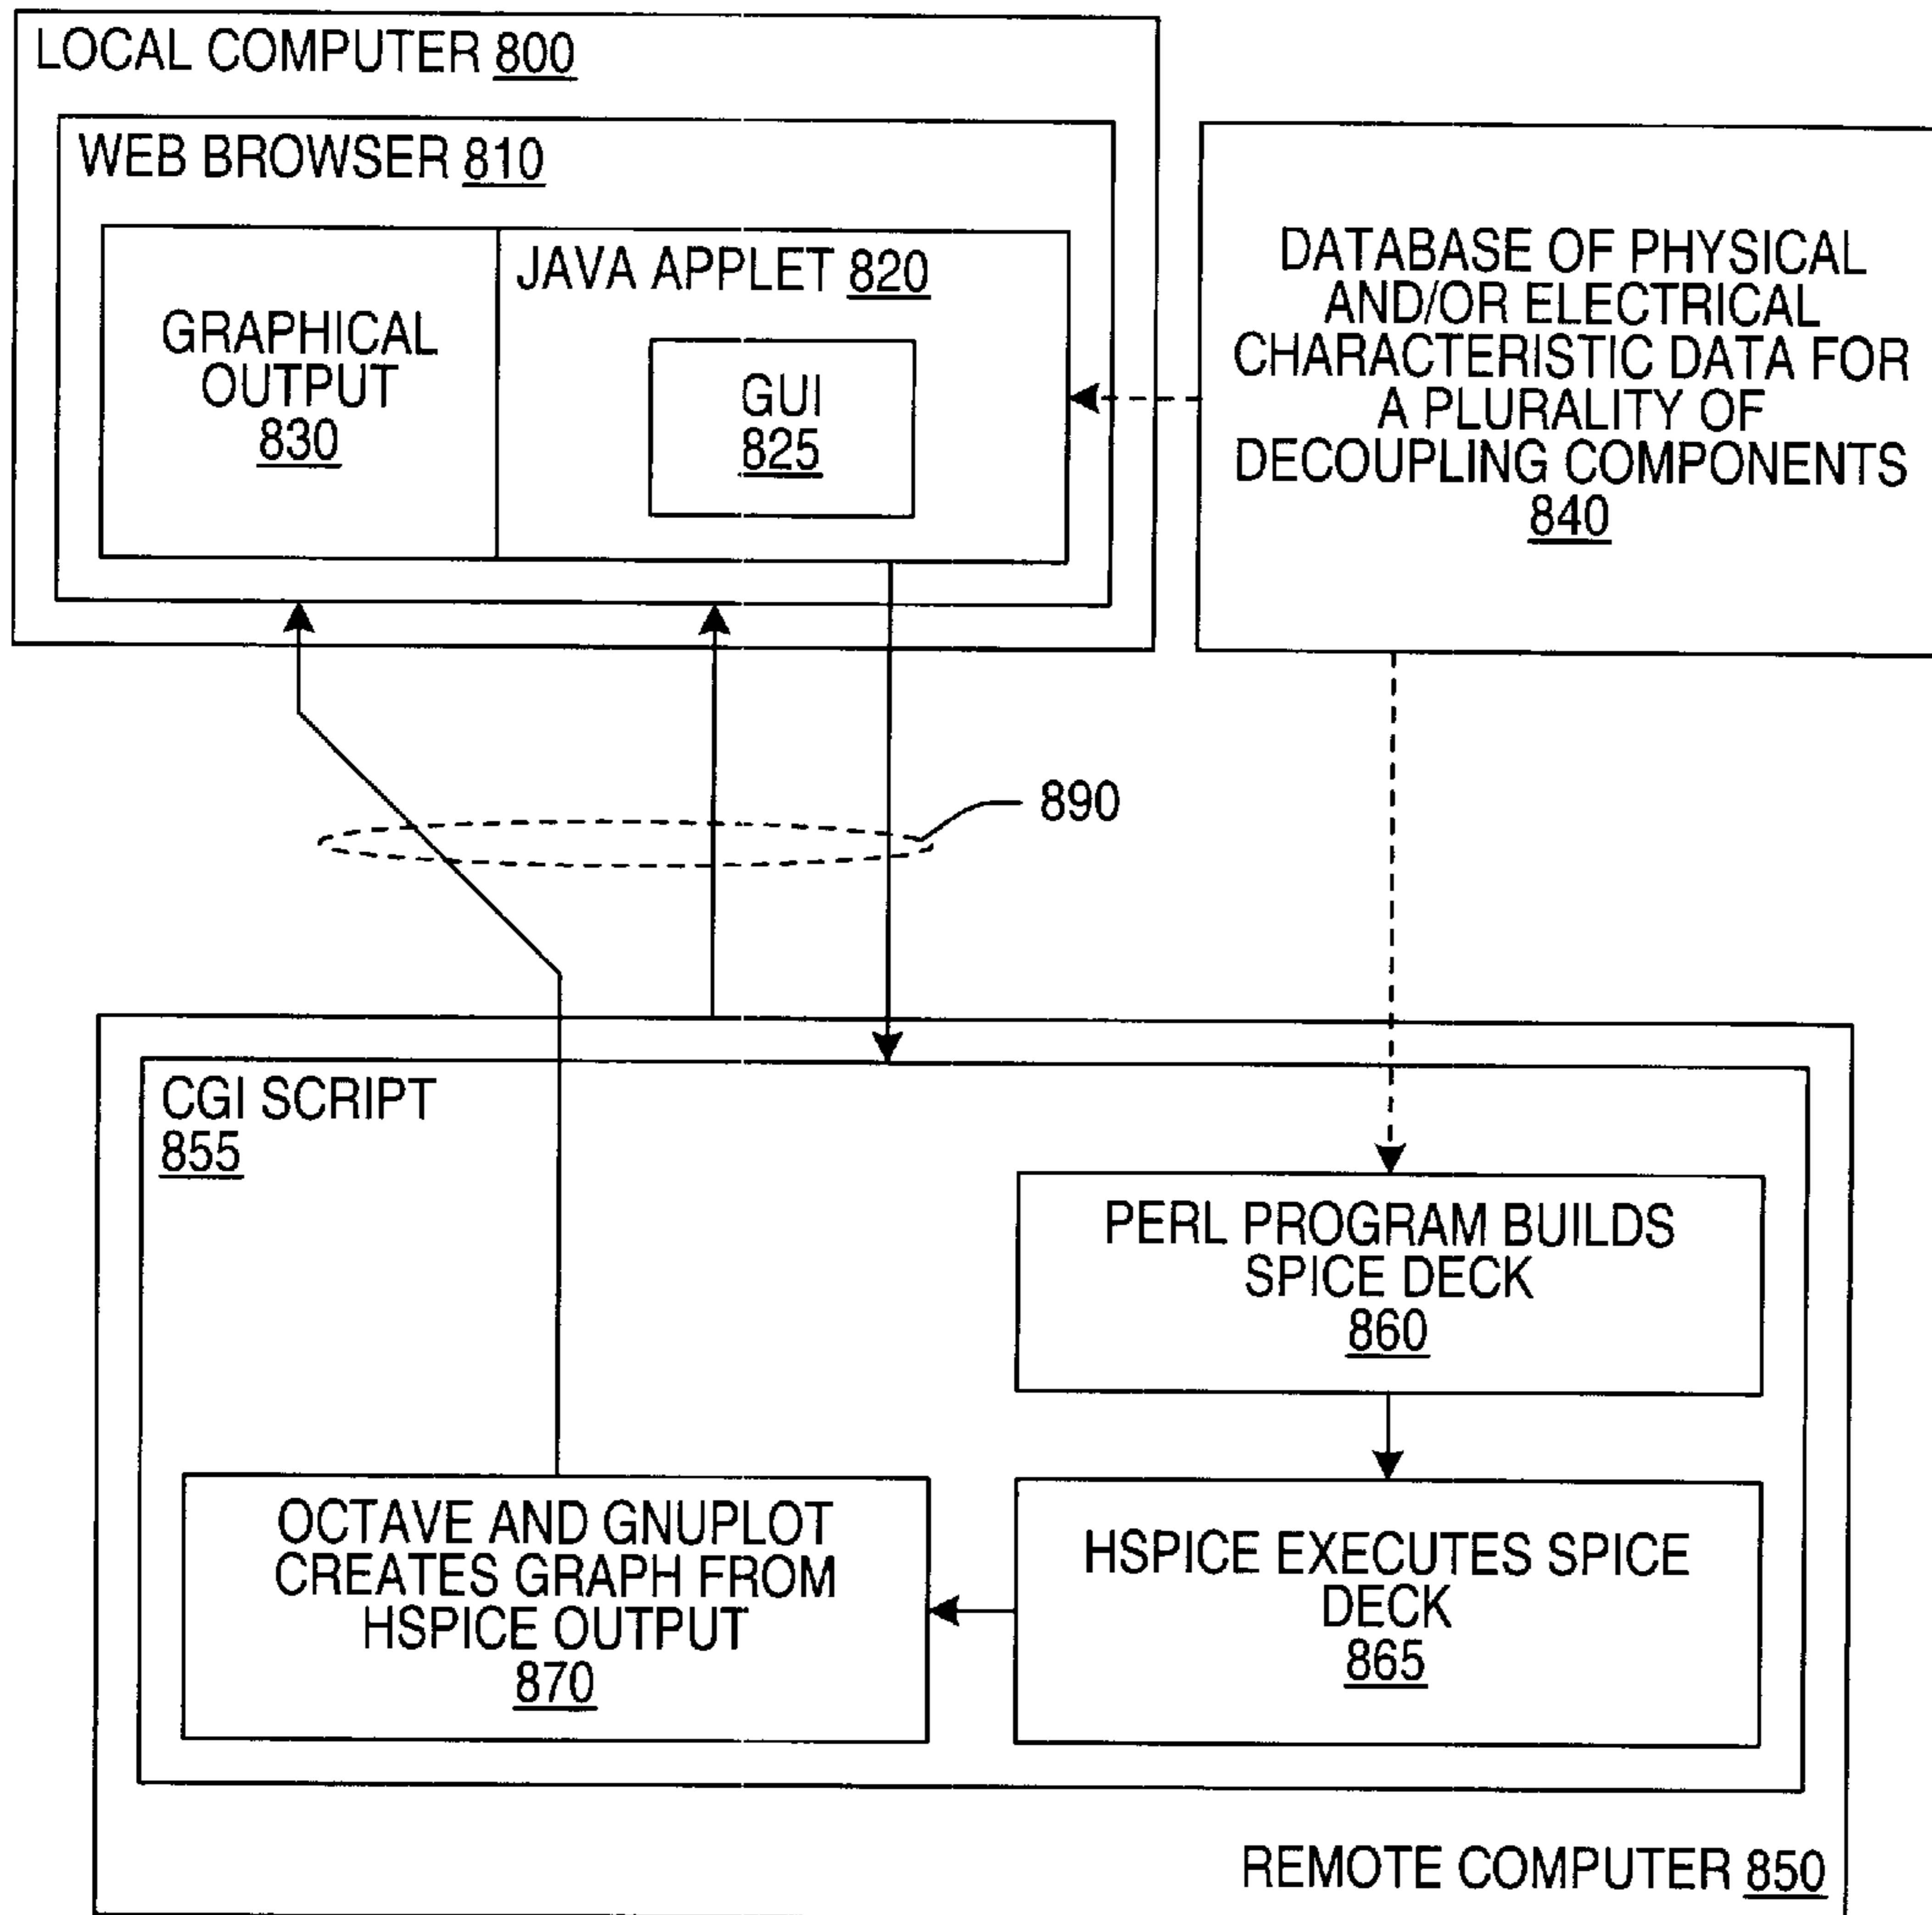 LOCAL COMPUTER 800
WEB BROWSER 810
GRAPHICAL
OUTPUT
830
JAVA APPLET 820
GUI
825
DATABASE OF PHYSICAL
AND/OR ELECTRICAL
CHARACTERISTIC DATA FOR
A PLURALITY OF
DECOUPLING COMPONENTS
840
890
CGI SCRIPT
855
PERL PROGRAM BUILDS
SPICE DECK
860
OCTAVE AND GNUPLOT
CREATES GRAPH FROM
HSPICE OUTPUT
870
HSPICE EXECUTES SPICE
DECK
865
REMOTE COMPUTER 850